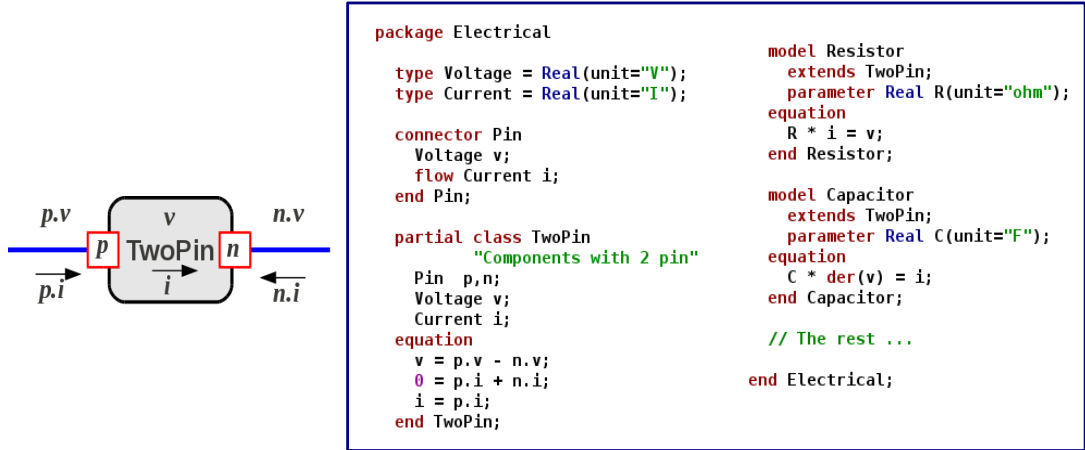 p.v
n.v
v
p
TwoPin
n
p.i
i
n.i
package Electrical
type Voltage = Real(unit="V");
type Current = Real(unit="I");
connector Pin
Voltage v;
flow Current i;
end Pin;
partial class TwoPin
"Components with 2 pin"
Pin  p,n;
Voltage v;
Current i;
equation
v = p.v - n.v;
0 = p.i + n.i;
i = p.i;
end TwoPin;
model Resistor
extends TwoPin;
parameter Real R(unit="ohm");
equation
R * i = v;
end Resistor;
model Capacitor
extends TwoPin;
parameter Real C(unit="F");
equation
C * der(v) = i;
end Capacitor;
// The rest ...
end Electrical;